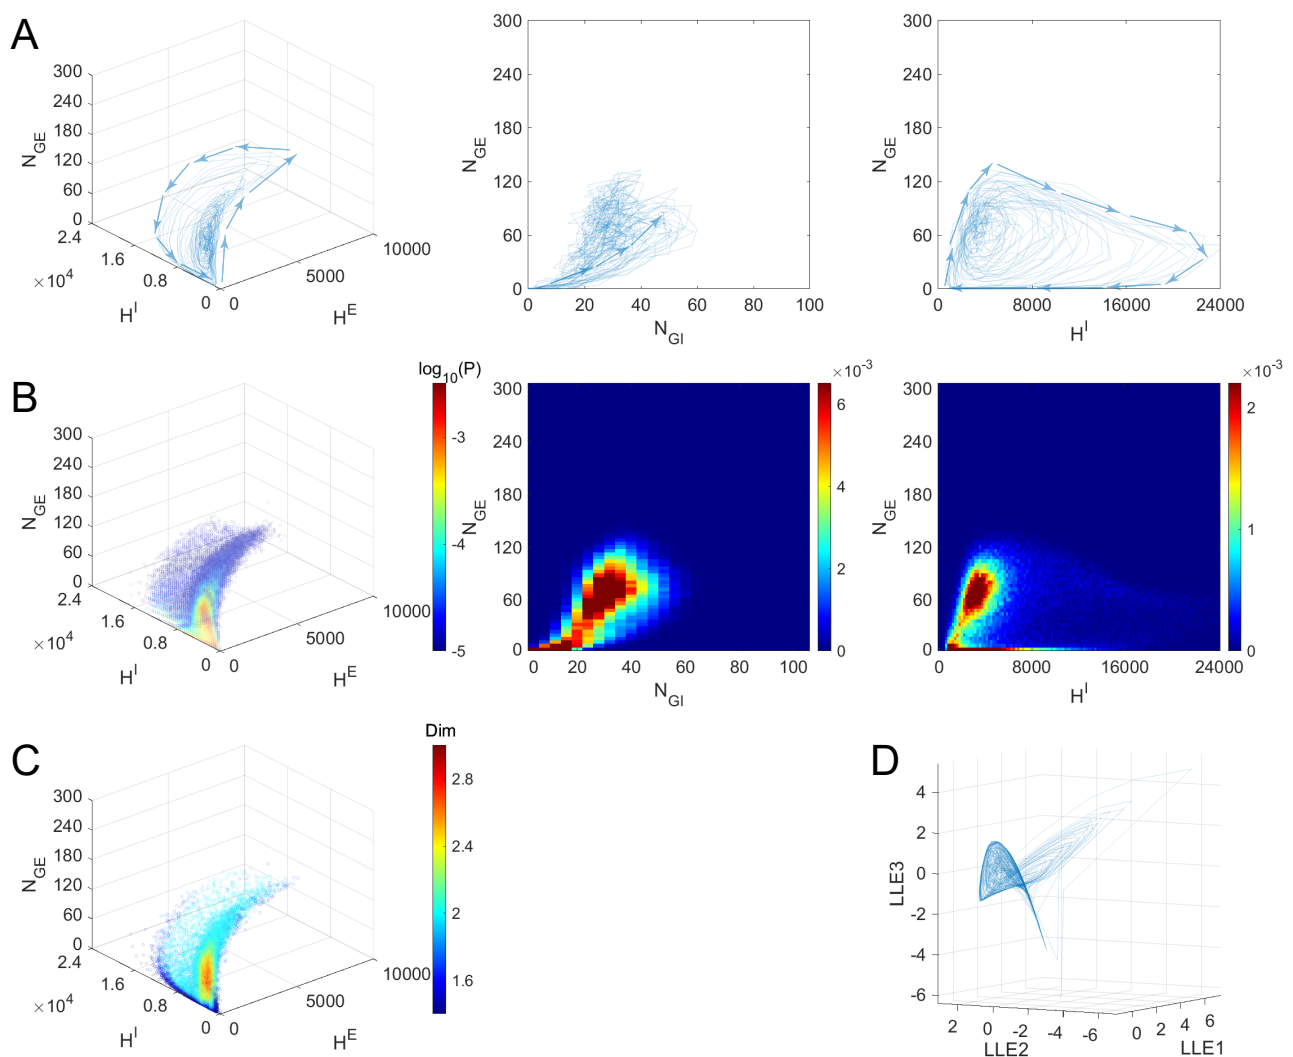 A
300
240
180
120
60
0
N_GE
2.4
1.6
0.8
0
×10^4
H^I
0
5000
10000
H^E
300
240
180
120
60
0
N_GE
0 20 40 60 80 100
N_GI
300
240
180
120
60
0
N_GE
0 8000 16000 24000
H^I
B
300
240
180
120
60
0
N_GE
2.4
1.6
0.8
0
×10^4
H^I
0
5000
10000
H^E
log_10(P)
-3
-4
-5
300
240
180
120
60
0
N_GE
0 20 40 60 80 100
N_GI
×10^-3
6
4
2
0
300
240
180
120
60
0
N_GE
0 8000 16000 24000
H^I
×10^-3
2
1
0
C
300
240
180
120
60
0
N_GE
2.4
1.6
0.8
0
×10^4
H^I
0
5000
10000
H^E
Dim
2.8
2.4
2
1.6
D
4
2
0
-2
-4
-6
LLE3
2 0 -2 -4 -6
LLE2
0 2 4 6
LLE1